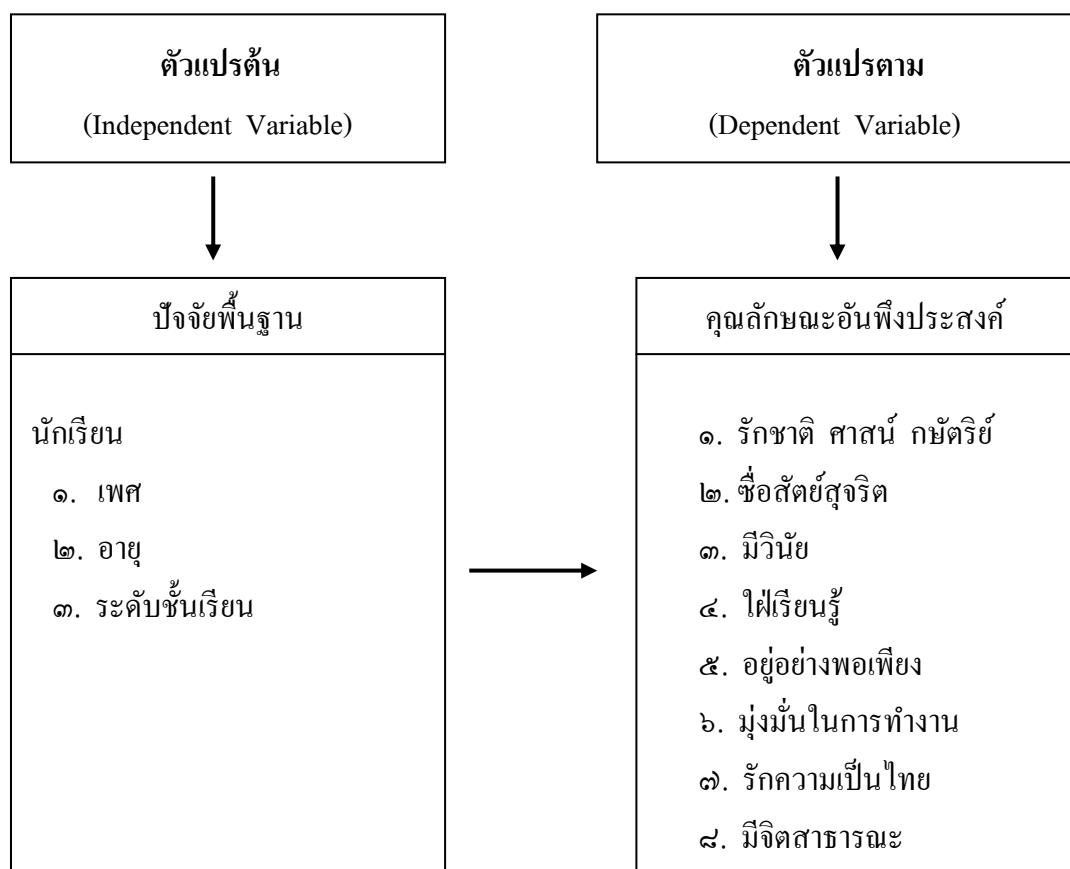 ตัวแปรต้น
(Independent Variable)
ตัวแปรตาม
(Dependent Variable)
ปัจจัยพื้นฐาน
นักเรียน
๑. เพศ
๒. อายุ
๓. ระดับชั้นเรียน
คุณลักษณะอันพึงประสงค์
๑. รักชาติ ศาสน์ กษัตริย์
๒. ซื่อสัตย์สุจริต
๓. มีวินัย
๔. ใฝ่เรียนรู้
๕. อยู่อย่างพอเพียง
๖. มุ่งมั่นในการทำงาน
๗. รักความเป็นไทย
๘. มีจิตสาธารณะ